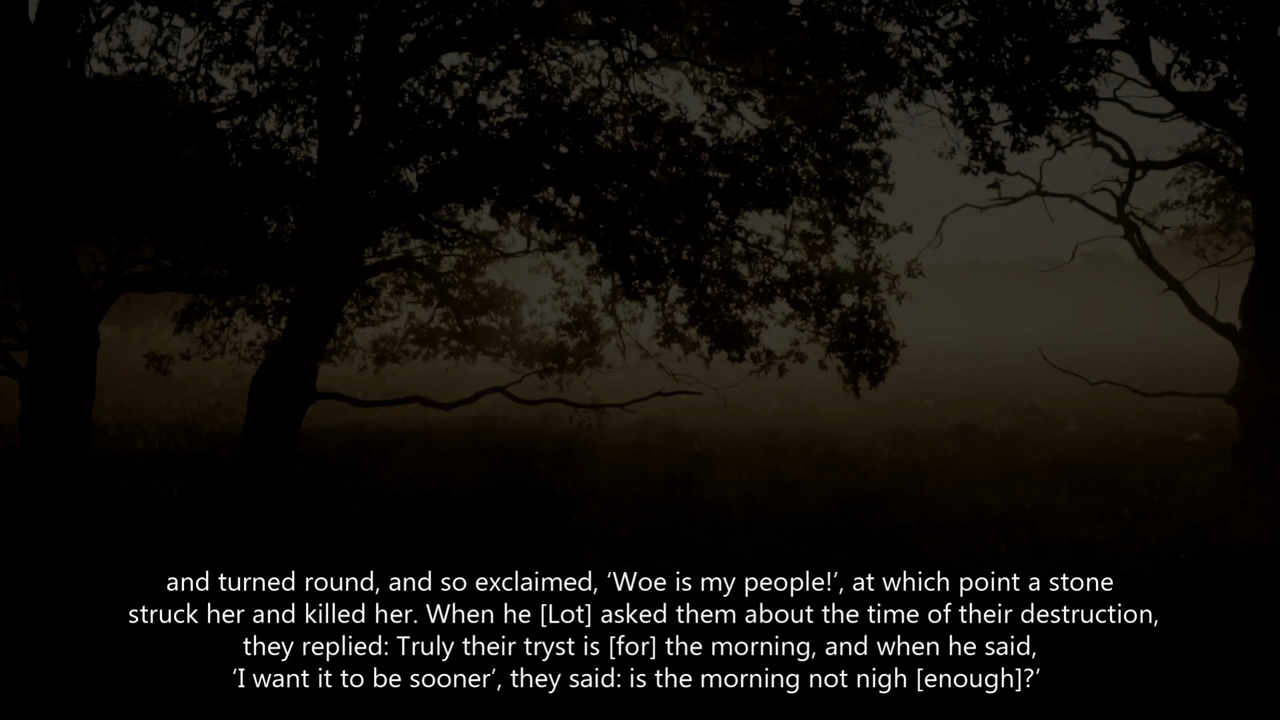 and turned round, and so exclaimed, ‘Woe is my people!’, at which point a stone
struck her and killed her. When he [Lot] asked them about the time of their destruction,
they replied: Truly their tryst is [for] the morning, and when he said,
‘I want it to be sooner’, they said: is the morning not nigh [enough]?’